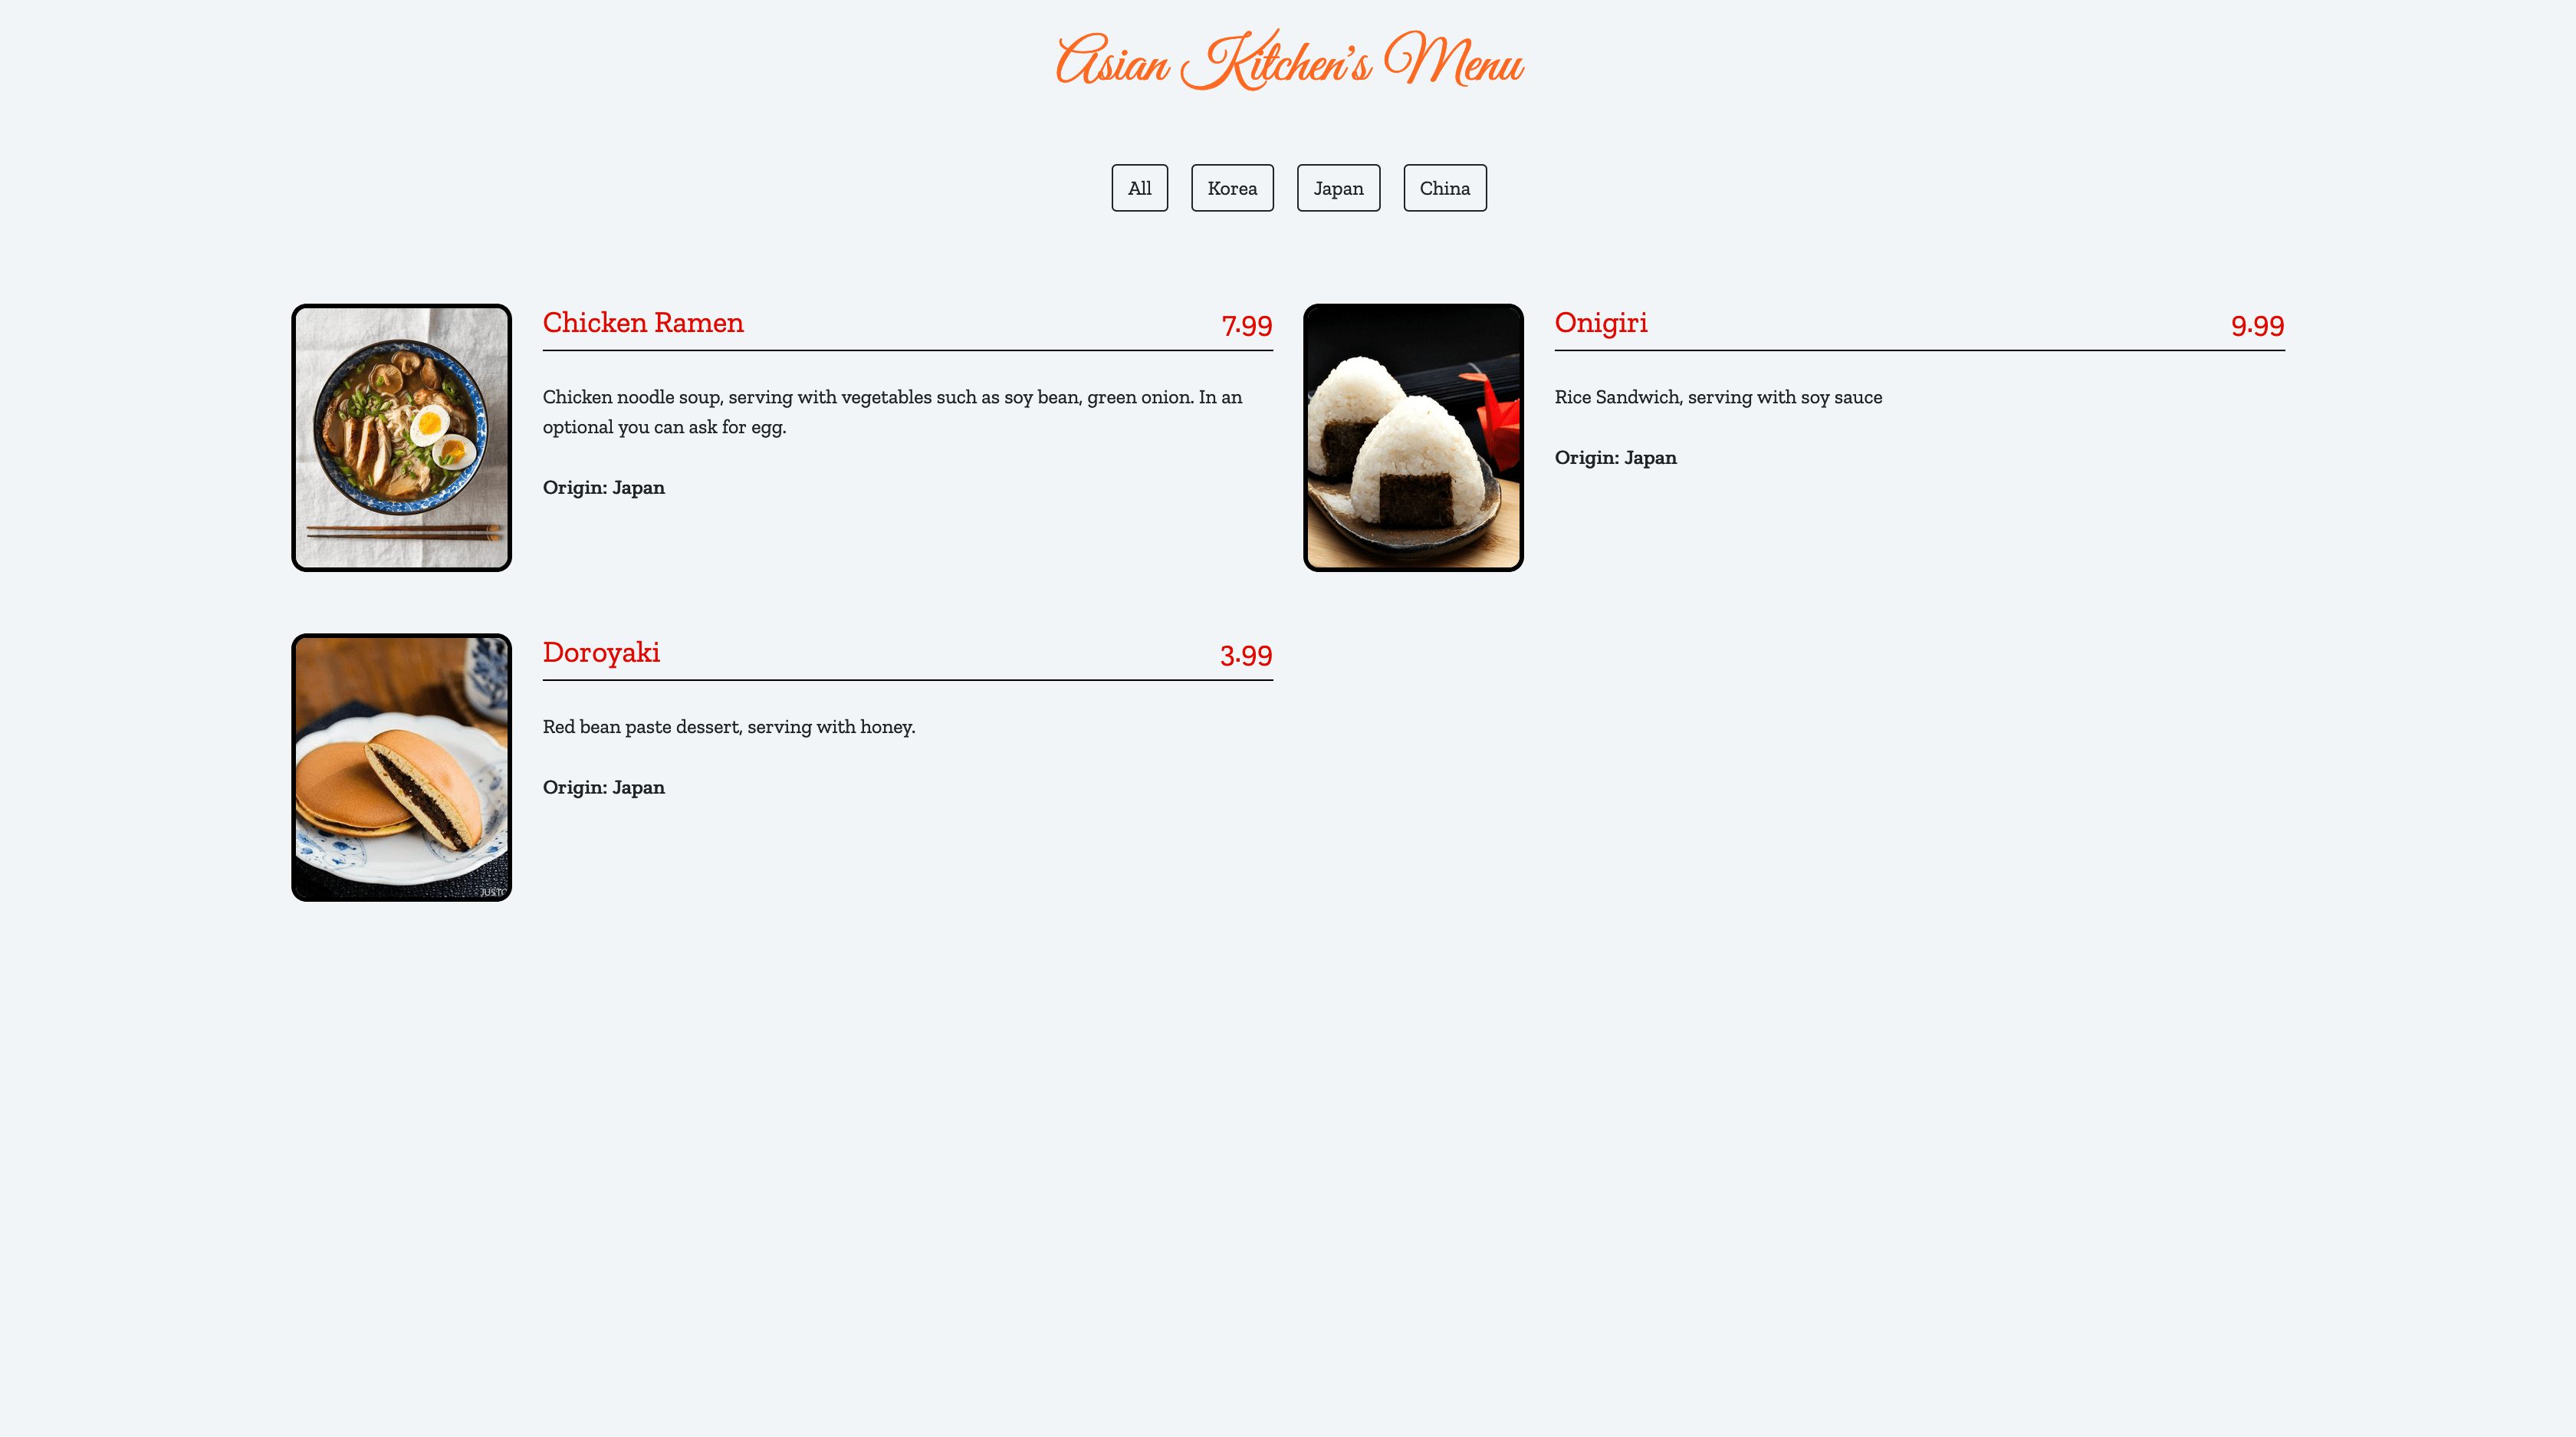 Asian Kitchen's Menu
All
Korea
Japan
China
Chicken Ramen
7.99
Chicken noodle soup, serving with vegetables such as soy bean, green onion. In an
optional you can ask for egg.
Origin: Japan
Onigiri
9.99
Rice Sandwich, serving with soy sauce
Origin: Japan
Doroyaki
3.99
Red bean paste dessert, serving with honey.
Origin: Japan